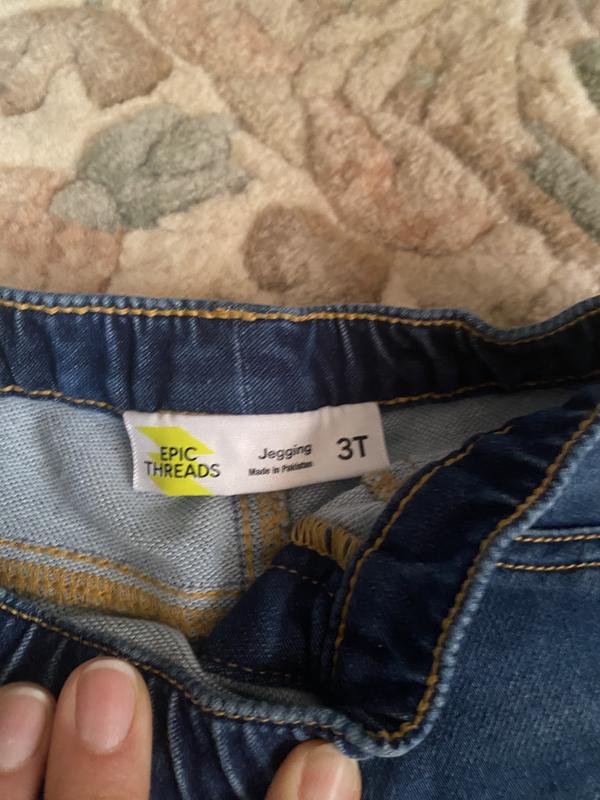 EPIC
THREADS
Jegging
Made in Pakistan
3T